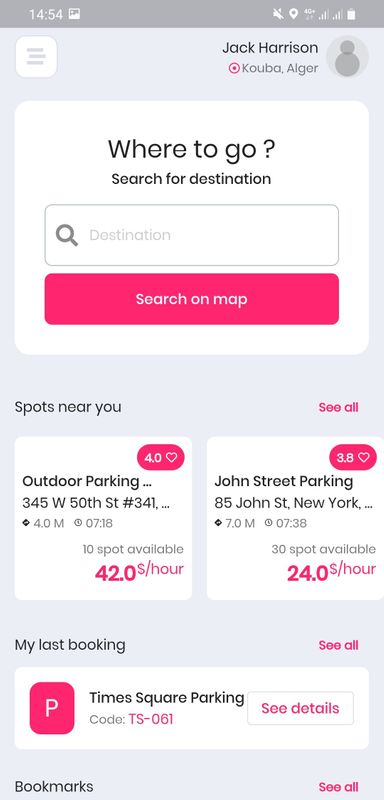 14:54
4G+
Jack Harrison
Kouba, Alger
Where to go ?
Search for destination
Destination
Search on map
Spots near you See all
4.0
Outdoor Parking ...
345 W 50th St #341, ...
4.0 M 07:18
10 spot available
42.0$/hour
3.8
John Street Parking
85 John St, New York, ...
7.0 M 07:38
30 spot available
24.0$/hour
My last booking See all
P
Times Square Parking
Code: TS-061
See details
Bookmarks See all